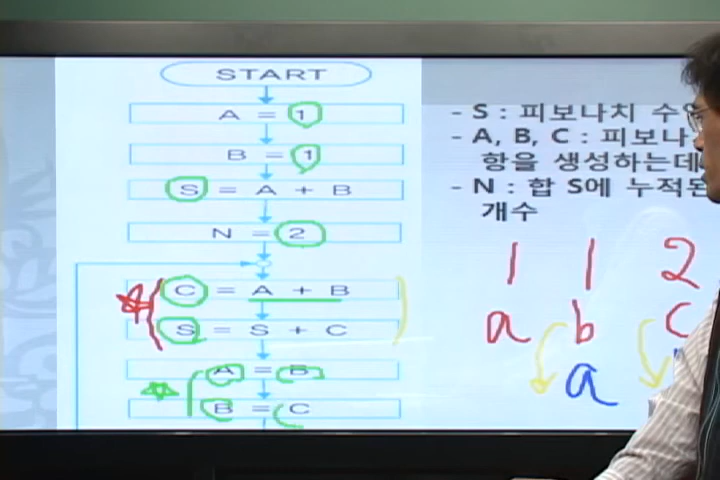 START
A = 1
B = 1
S = A + B
N = 2
C = A + B
S = S + C
A = B
B = C
- S : 피보나치 수
- A, B, C : 피보나
항을 생성하는데
- N : 합 S에 누적된
개수
1 1 2
a b c
a